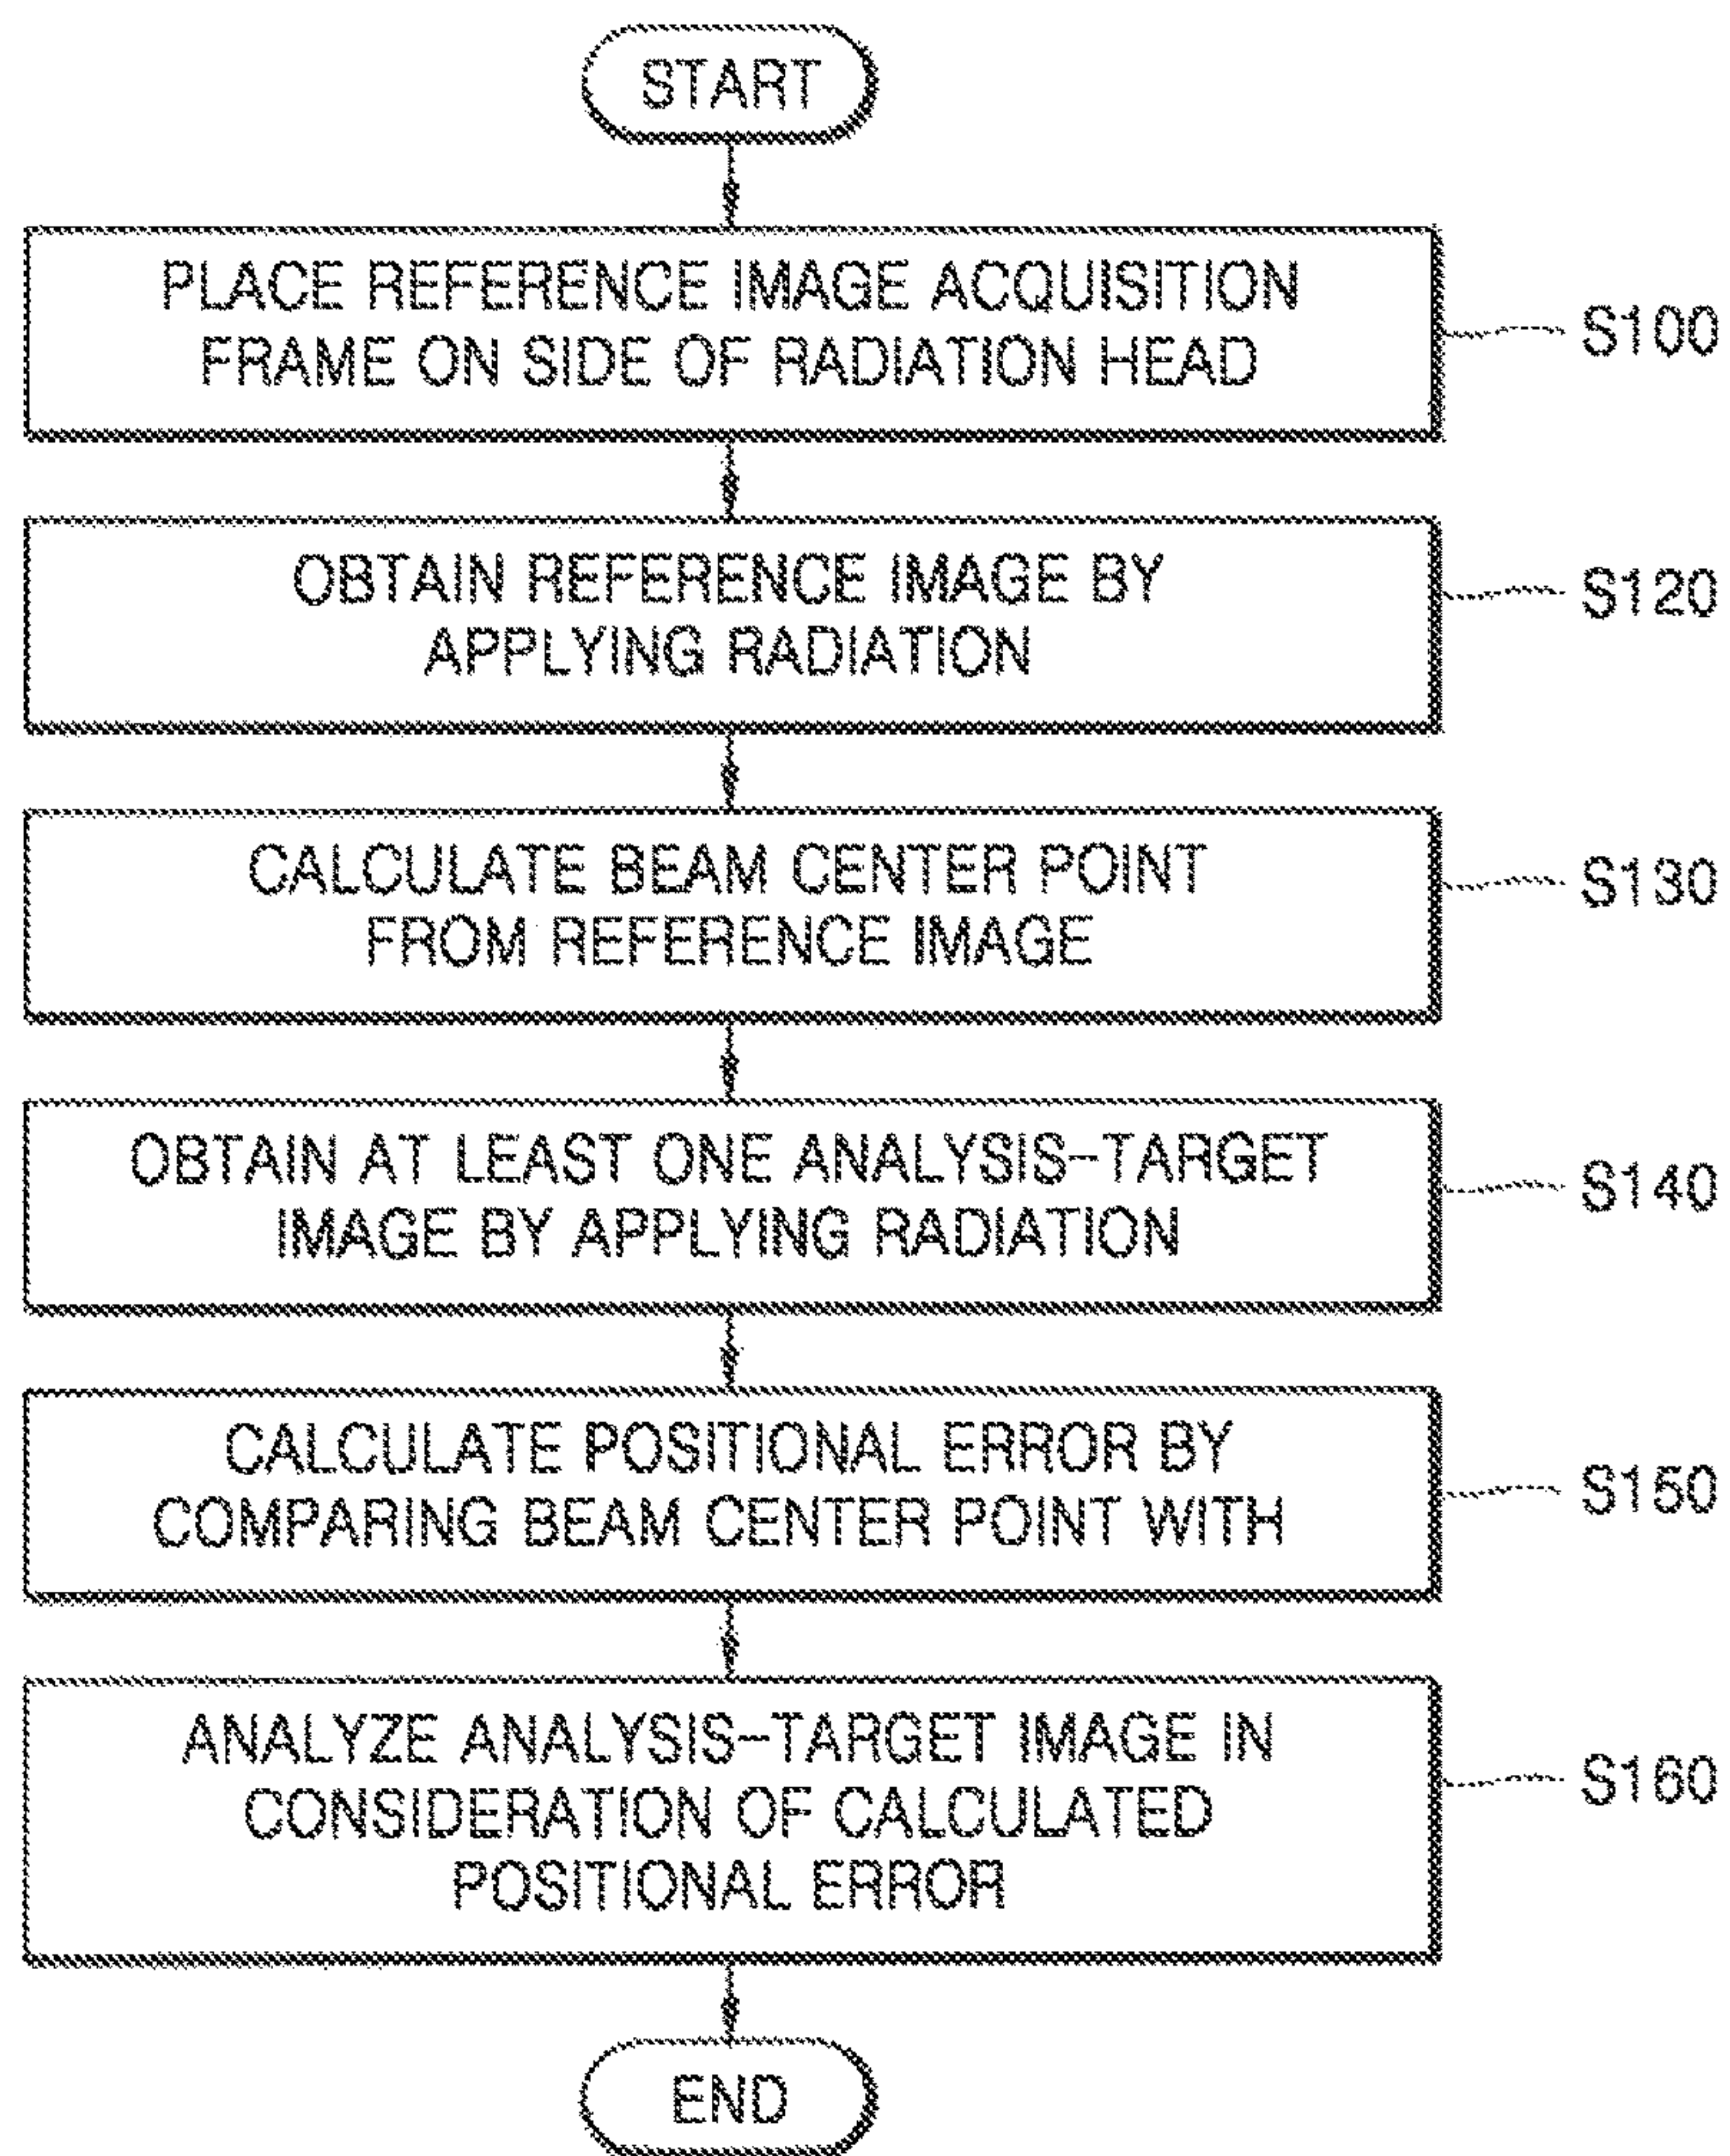 START
PLACE REFERENCE IMAGE ACQUISITION
FRAME ON SIDE OF RADIATION HEAD
S100
OBTAIN REFERENCE IMAGE BY
APPLYING RADIATION
S120
CALCULATE BEAM CENTER POINT
FROM REFERENCE IMAGE
S130
OBTAIN AT LEAST ONE ANALYSIS-TARGET
IMAGE BY APPLYING RADIATION
S140
CALCULATE POSITIONAL ERROR BY
COMPARING BEAM CENTER POINT WITH
S150
ANALYZE ANALYSIS-TARGET IMAGE IN
CONSIDERATION OF CALCULATED
POSITIONAL ERROR
S160
END